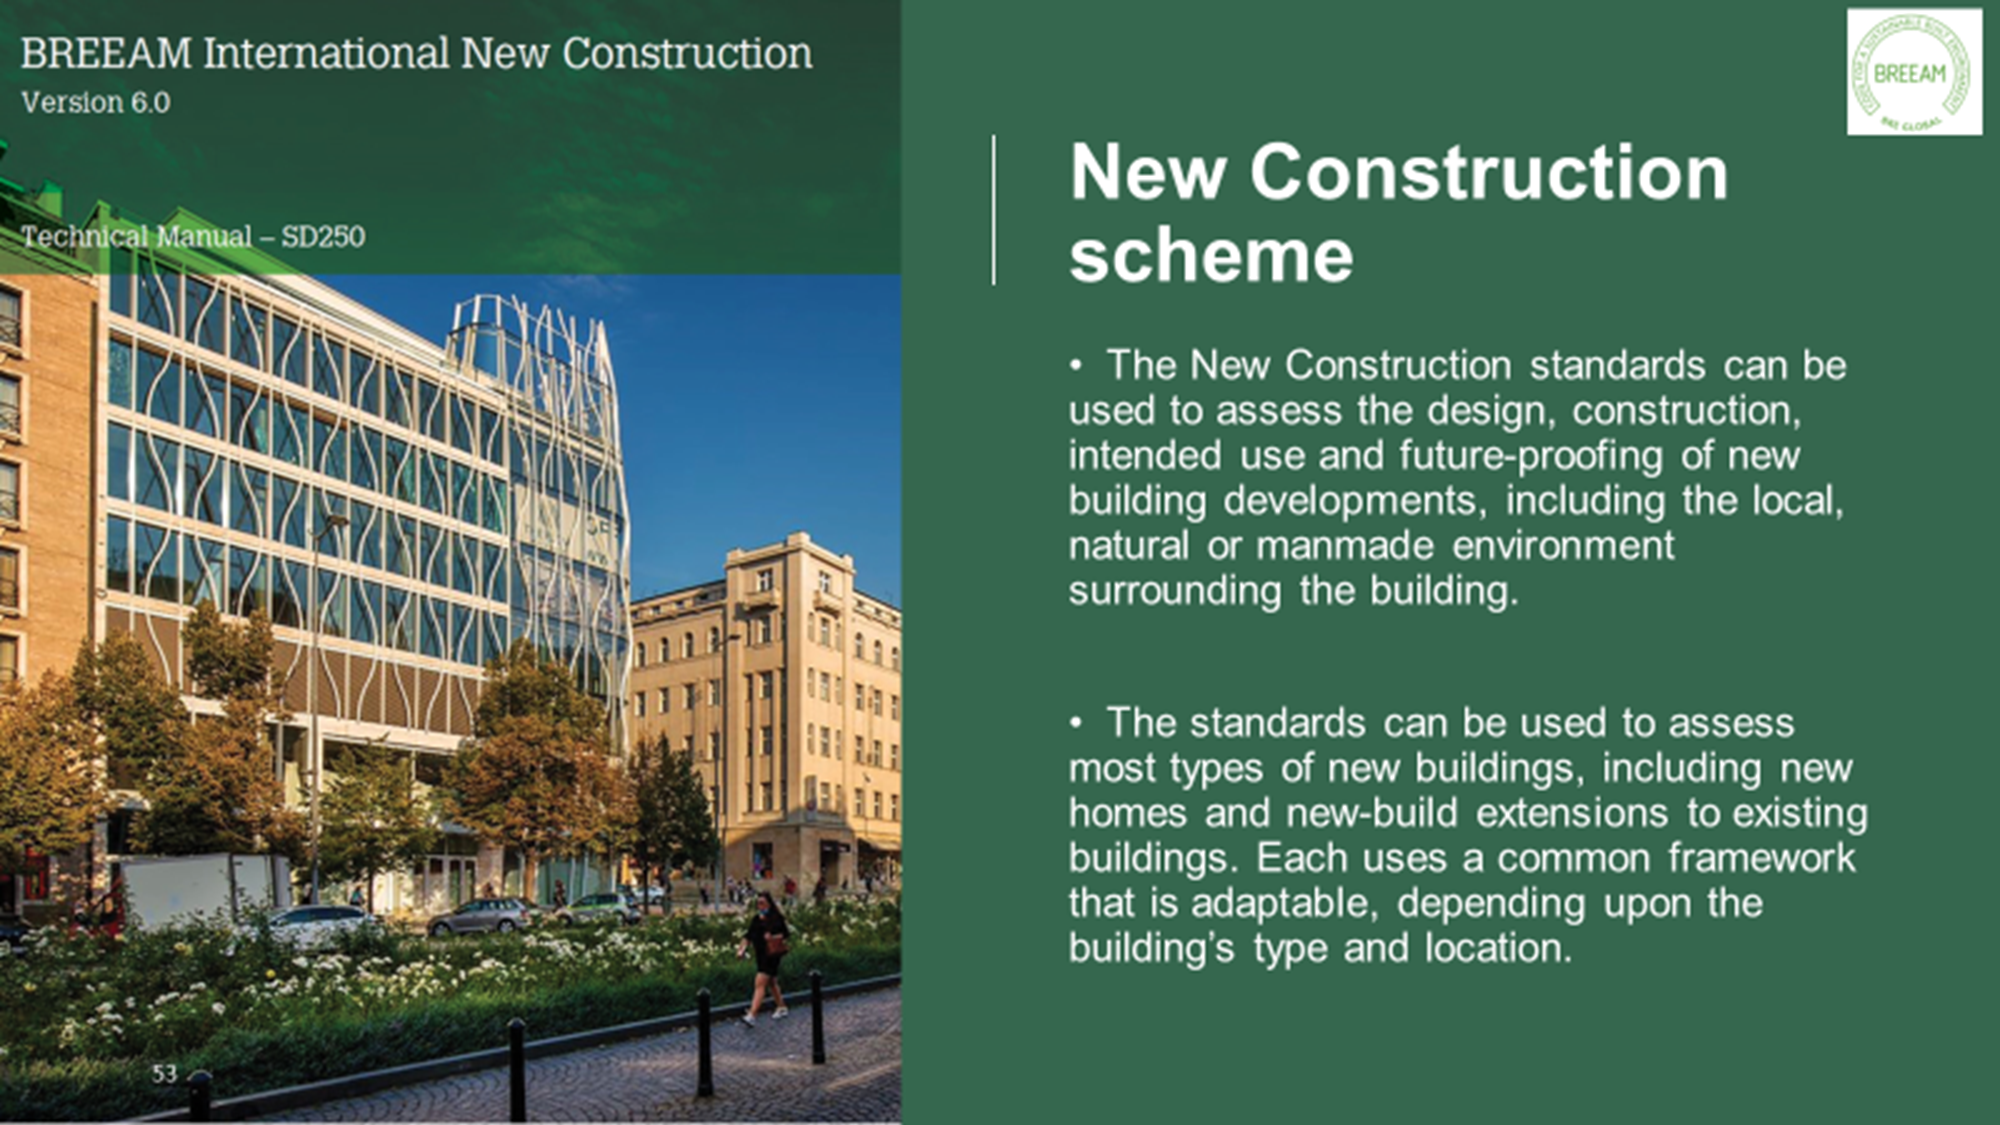 BREEAM International New Construction
Version 6.0
Technical Manual – SD250
53
BREEAM
BRE GLOBAL
New Construction
scheme
• The New Construction standards can be
used to assess the design, construction,
intended use and future-proofing of new
building developments, including the local,
natural or manmade environment
surrounding the building.
• The standards can be used to assess
most types of new buildings, including new
homes and new-build extensions to existing
buildings. Each uses a common framework
that is adaptable, depending upon the
building’s type and location.